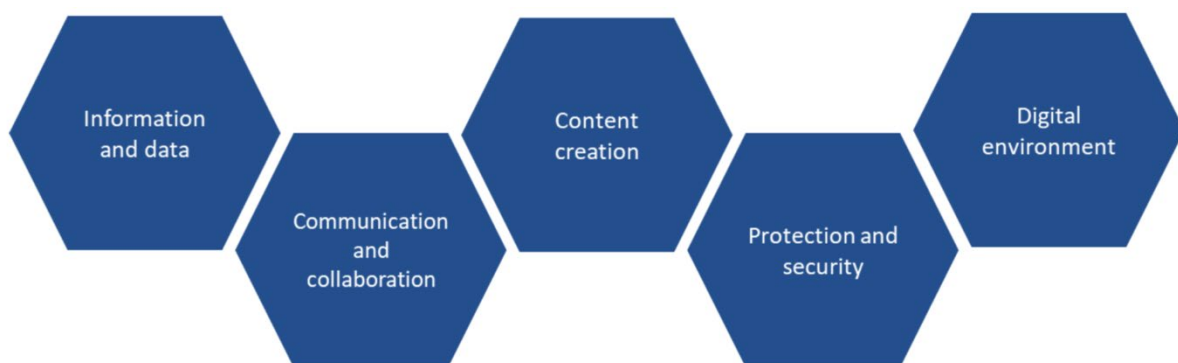 Information
and data
Communication
and
collaboration
Content
creation
Protection and
security
Digital
environment